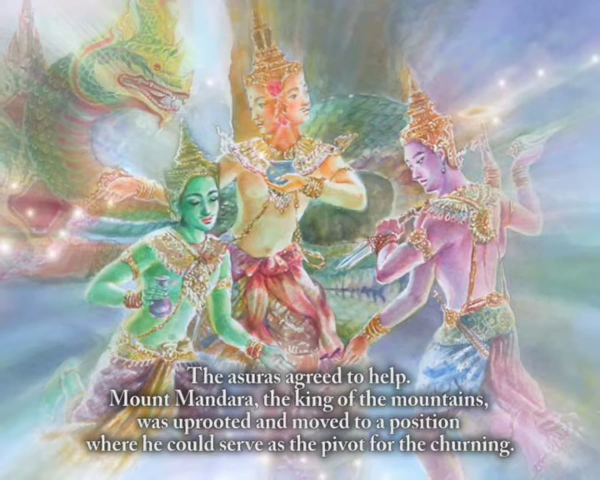 The asuras agreed to help.
Mount Mandara, the king of the mountains,
was uprooted and moved to a position
where he could serve as the pivot for the churning.